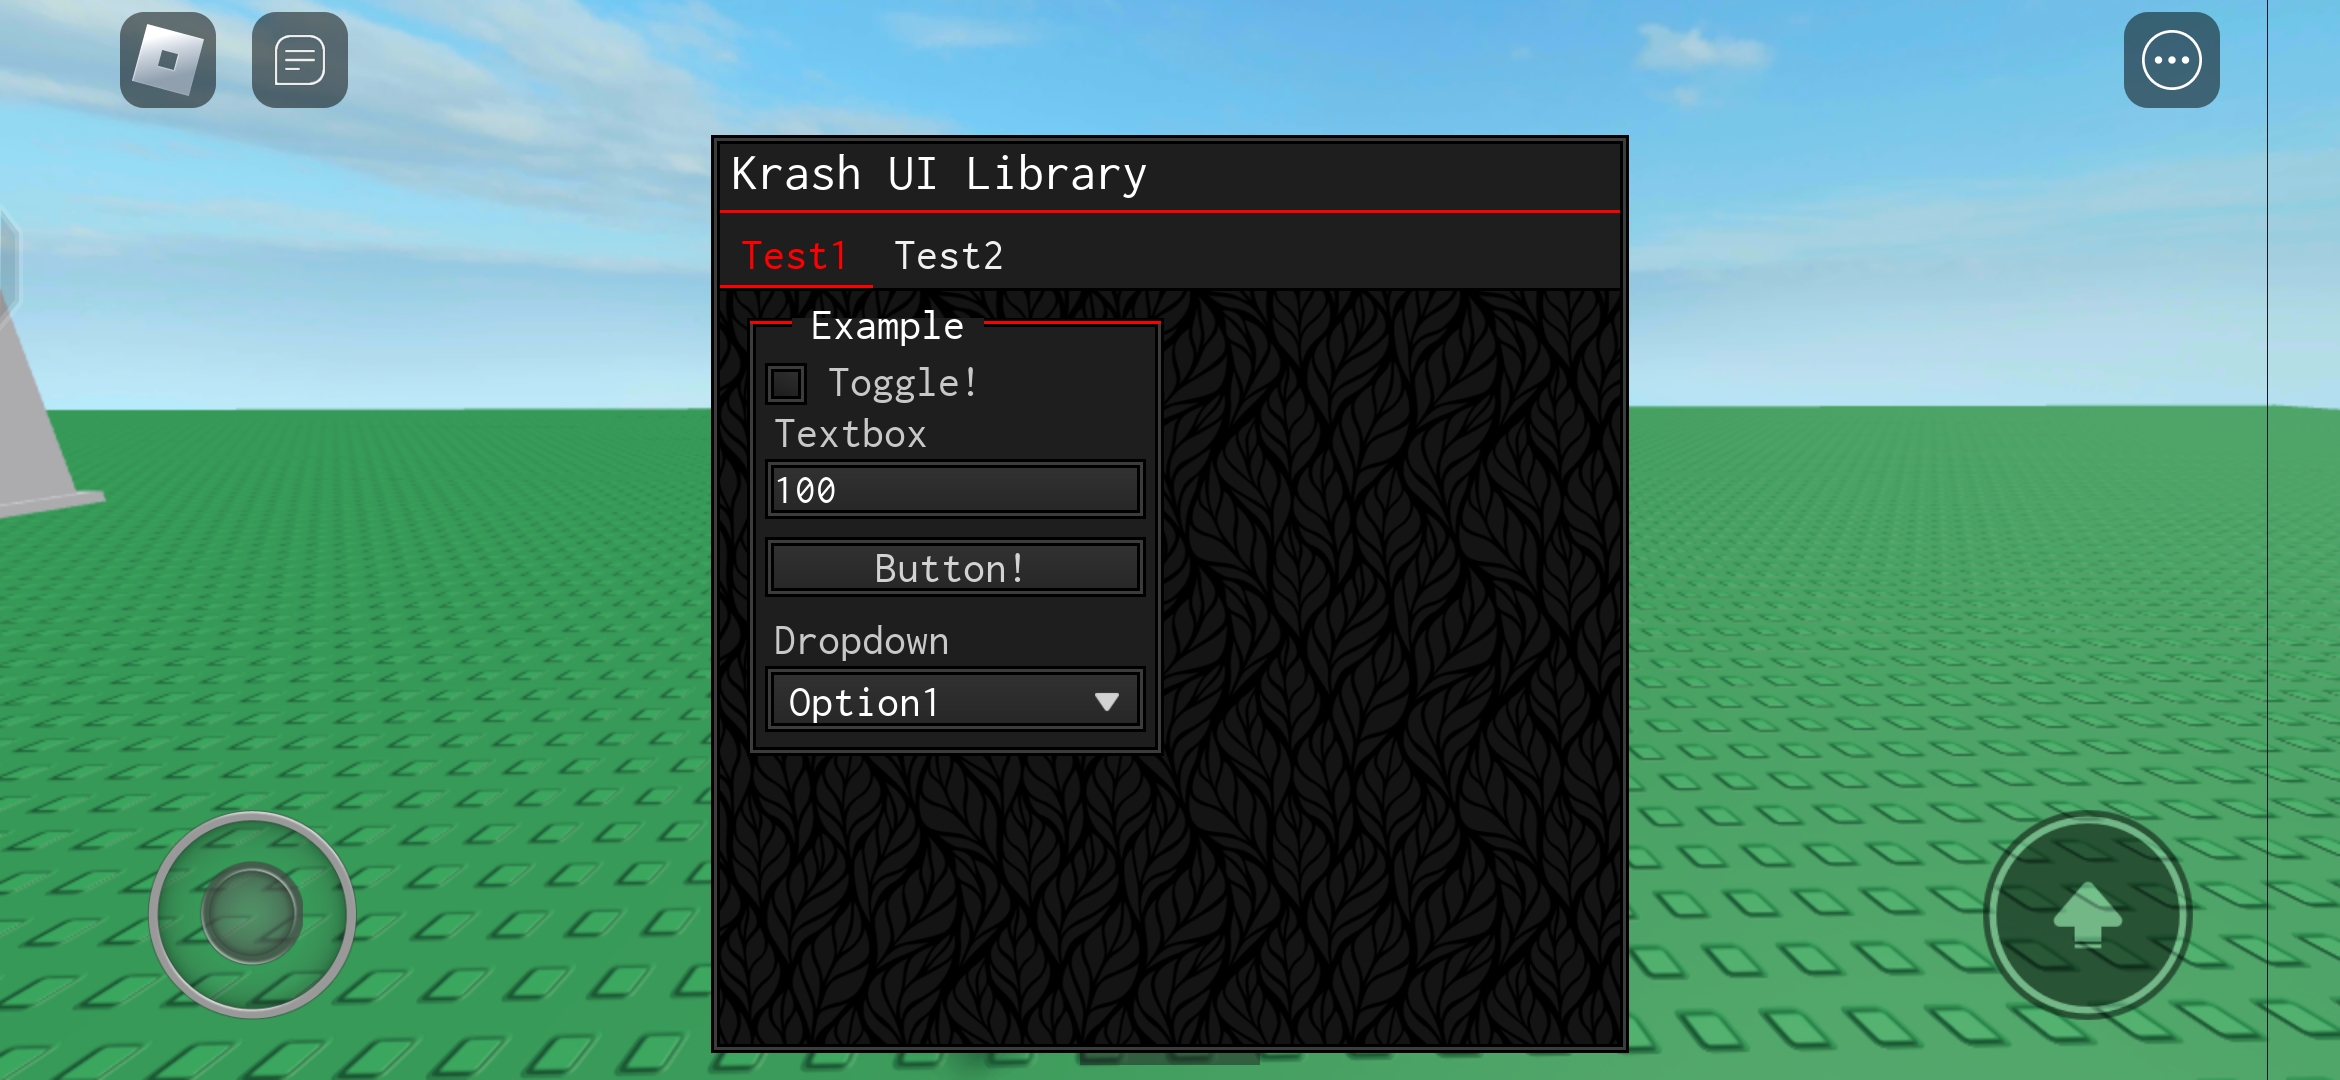 Krash UI Library
Test1 Test2
Example
Toggle!
Textbox
100
Button!
Dropdown
Option1